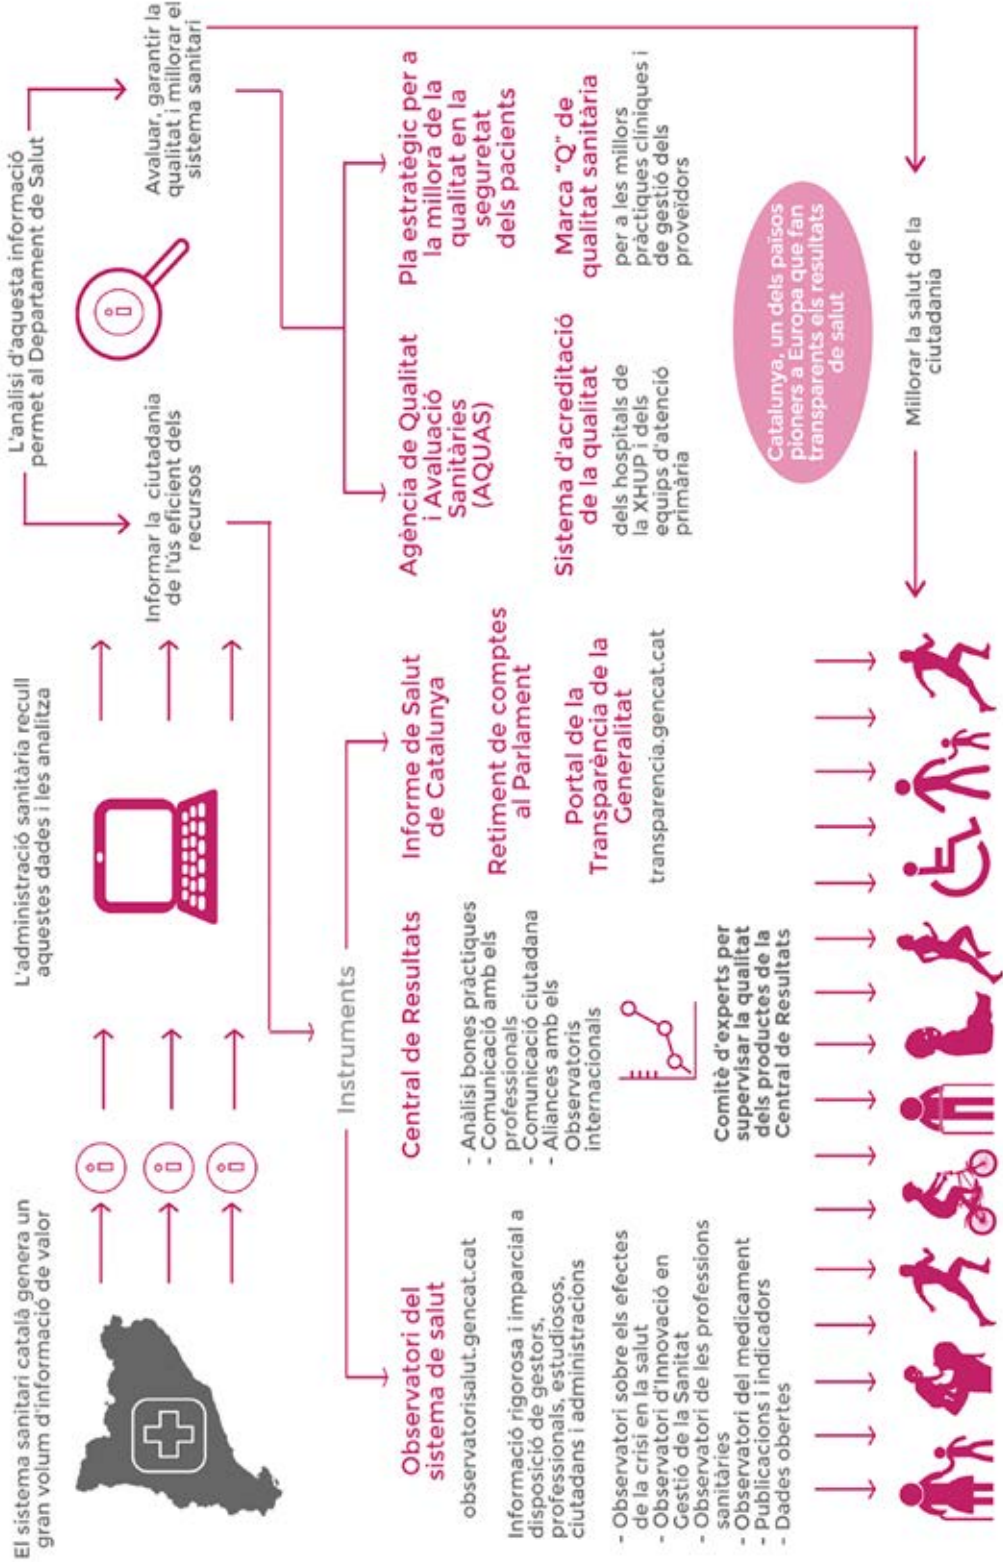 El sistema sanitari català genera un
gran volum d'informació de valor
L'administració sanitària recull
aquestes dades i les analitza
L'anàlisi d'aquesta informació
permet al Departament de Salut
Informar la ciutadania
de l'ús eficient dels
recursos
Avaluar, garantir la
qualitat i millorar el
sistema sanitari
Instruments
Observatori del
sistema de salut
observatorisalut.gencat.cat
Informació rigorosa i imparcial a
disposició de gestors,
professionals, estudiosos,
ciutadans i administracions
- Observatori sobre els efectes
de la crisi en la salut
- Observatori d'Innovació en
Gestió de la Sanitat
- Observatori de les professions
sanitàries
- Observatori del medicament
- Publicacions i indicadors
- Dades obertes
Central de Resultats
- Anàlisi bones pràctiques
- Comunicació amb els
professionals
- Comunicació ciutadana
- Aliances amb els
Observatoris
internacionals
Comitè d'experts per
supervisar la qualitat
dels productes de la
Central de Resultats
Informe de Salut
de Catalunya
Retiment de comptes
al Parlament
Portal de la
Transparència de la
Generalitat
transparencia.gencat.cat
Agència de Qualitat
i Avaluació
Sanitàries
(AQUAS)
Sistema d'acreditació
de la qualitat
dels hospitals de
la XHUP i dels
equips d'atenció
primària
Pla estratégic per a
la millora de la
qualitat en la
seguretat
dels pacients
Marca "Q" de
qualitat sanitària
per a les millors
pràctiques clíniques i
de gestió dels
proveïdors
Catalunya, un dels països
pioners a Europa que fan
transparents els resultats
de salut
Millorar la salut de la
ciutadania